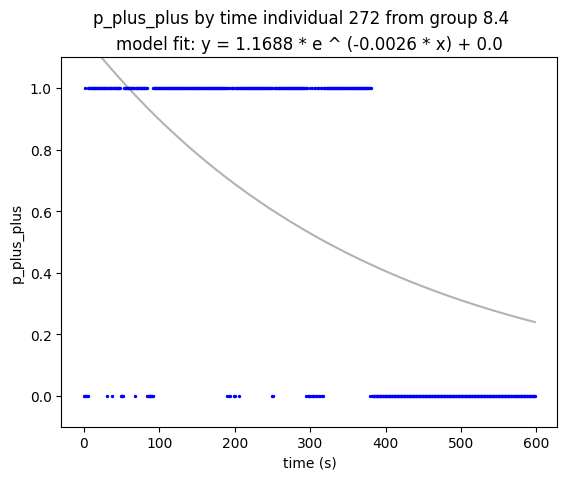 p_plus_plus by time individual 272 from group 8.4
model fit: y = 1.1688 * e ^ (-0.0026 * x) + 0.0
1.0
0.8
0.6
0.4
0.2
0.0
p_plus_plus
0 100 200 300 400 500 600
time (s)